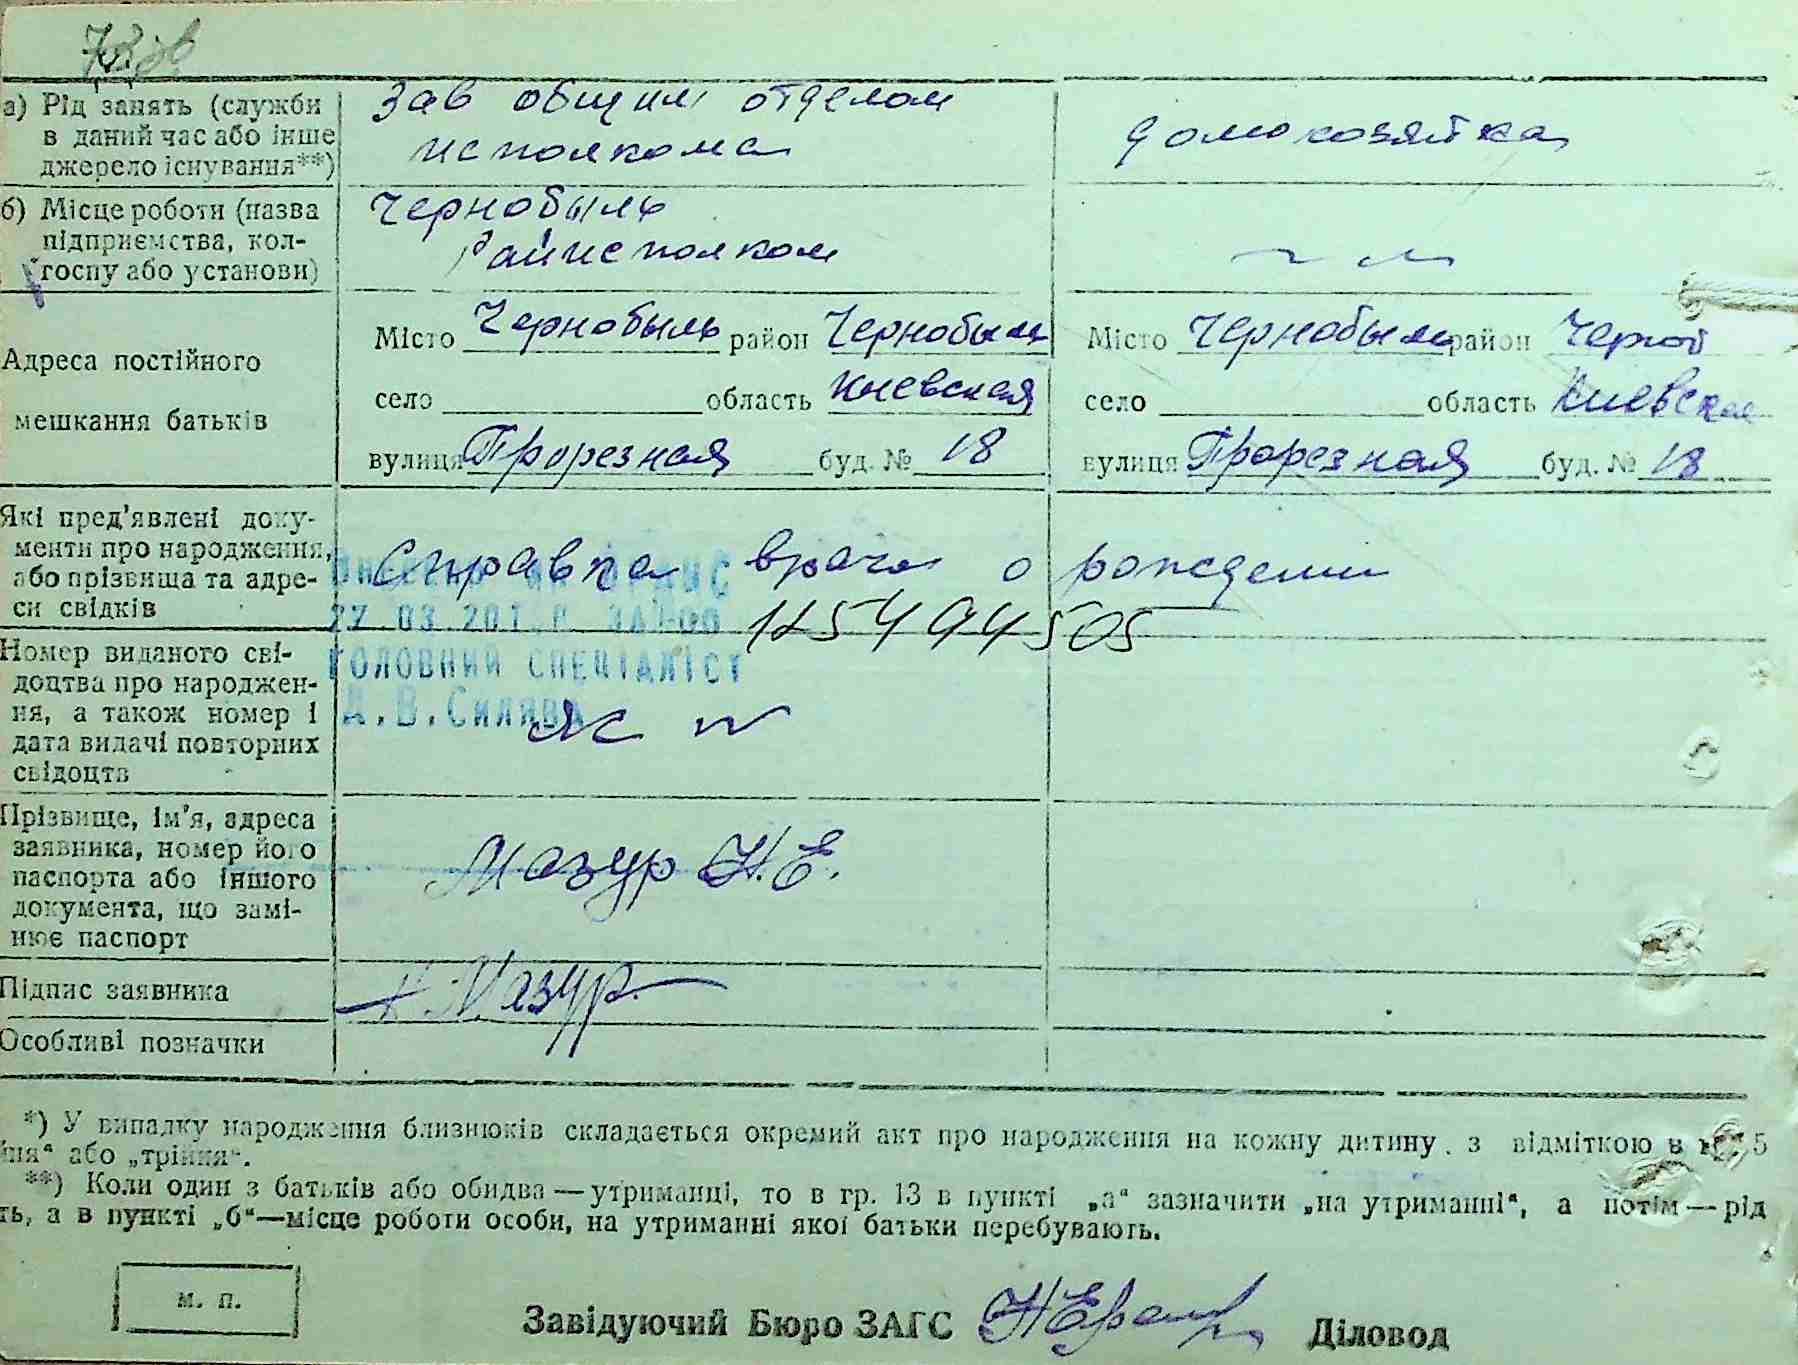 а) Рід занять (служби
в даний час або інше
джерело існування**)
Зав общим отделом
исполкома
домохозяйка
б) Місце роботи (назва
підприємства, кол-
госпу або установи)
Чернобыль
Райисполком
Адреса постійного
мешкання батьків
Місто Чернобыль район Чернобыль
село область Киевская
вулиця Прорезная буд. № 18
Місто Чернобыль район Черноб
село область Киевская
вулиця Прорезная буд. № 18
Які пред'явлені доку-
менти про народження,
або прізвища та адре-
си свідків
Справка врача о рождении
Номер виданого сві-
доцтва про народжен-
ня, а також номер і
дата видачі повторних
свідоцтв
ГОЛОВНИЙ СПЕЦІАЛІСТ
Прізвище, ім'я, адреса
заявника, номер його
паспорта або іншого
документа, що замі-
нює паспорт
Мазур Н.Е.
Підпис заявника
Мазур
Особливі позначки
*) У випадку народження близнюків складається окремий акт про народження на кожну дитину з відміткою в 5
або „трійня".
**) Коли один з батьків або обидва—утриманці, то в гр. 13 в пункті „а" зазначити „на утриманні", а потім—рід
ть, а в пункті „б"—місце роботи особи, на утриманні якої батьки перебувають.
м. п.
Завідуючий Бюро ЗАГС
Діловод